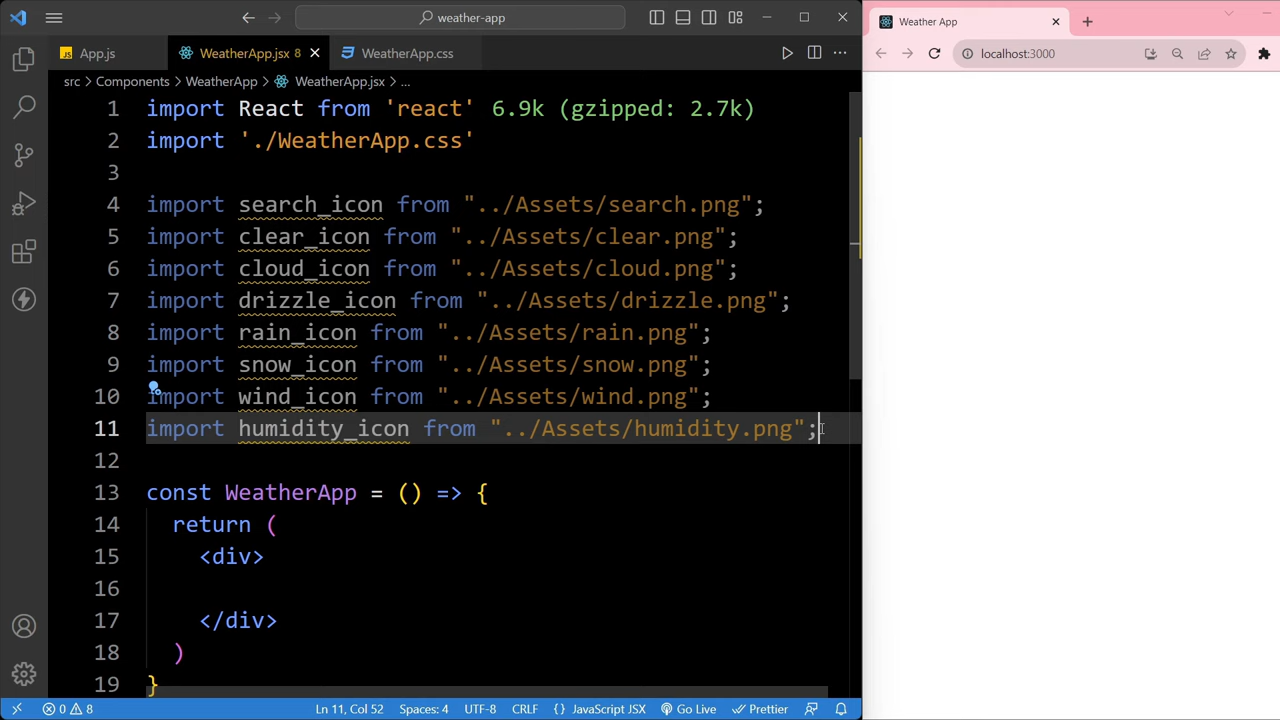 weather-app
App.js
WeatherApp.jsx 8
WeatherApp.css
src > Components > WeatherApp > WeatherApp.jsx > ...
1 import React from 'react' 6.9k (gzipped: 2.7k)
2 import './WeatherApp.css'
3
4 import search_icon from "../Assets/search.png";
5 import clear_icon from "../Assets/clear.png";
6 import cloud_icon from "../Assets/cloud.png";
7 import drizzle_icon from "../Assets/drizzle.png";
8 import rain_icon from "../Assets/rain.png";
9 import snow_icon from "../Assets/snow.png";
10 import wind_icon from "../Assets/wind.png";
11 import humidity_icon from "../Assets/humidity.png";
12
13 const WeatherApp = () => {
14 return (
15 <div>
16
17 </div>
18 )
19 }
0 8 Ln 11, Col 52 Spaces: 4 UTF-8 CRLF {} JavaScript JSX Go Live Prettier
Weather App
localhost:3000